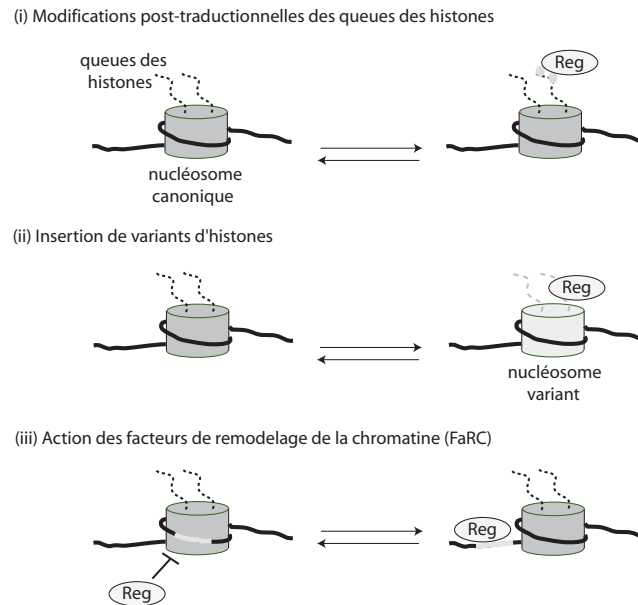 (i) Modifications post-traductionnelles des queues des histones
queues des
histones
Reg
nucléosome
canonique
(ii) Insertion de variants d'histones
Reg
nucléosome
variant
(iii) Action des facteurs de remodelage de la chromatine (FaRC)
Reg
Reg